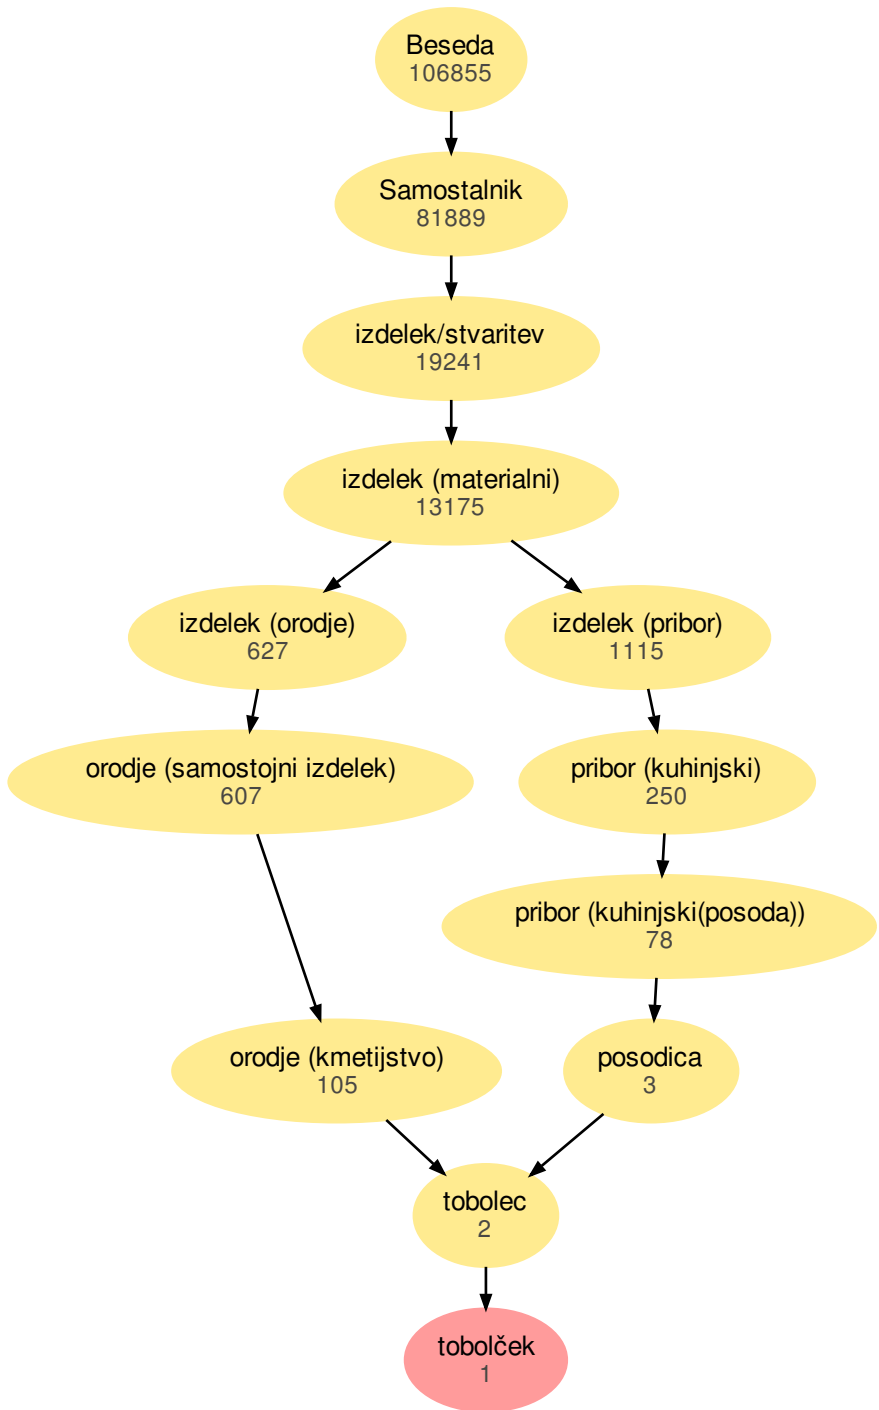 Beseda
106855
Samostalnik
81889
izdelek/stvaritev
19241
izdelek (materialni)
13175
izdelek (orodje)
627
izdelek (pribor)
1115
orodje (samostojni izdelek)
607
pribor (kuhinjski)
250
pribor (kuhinjski(posoda))
78
orodje (kmetijstvo)
105
posodica
3
tobolec
2
tobolček
1